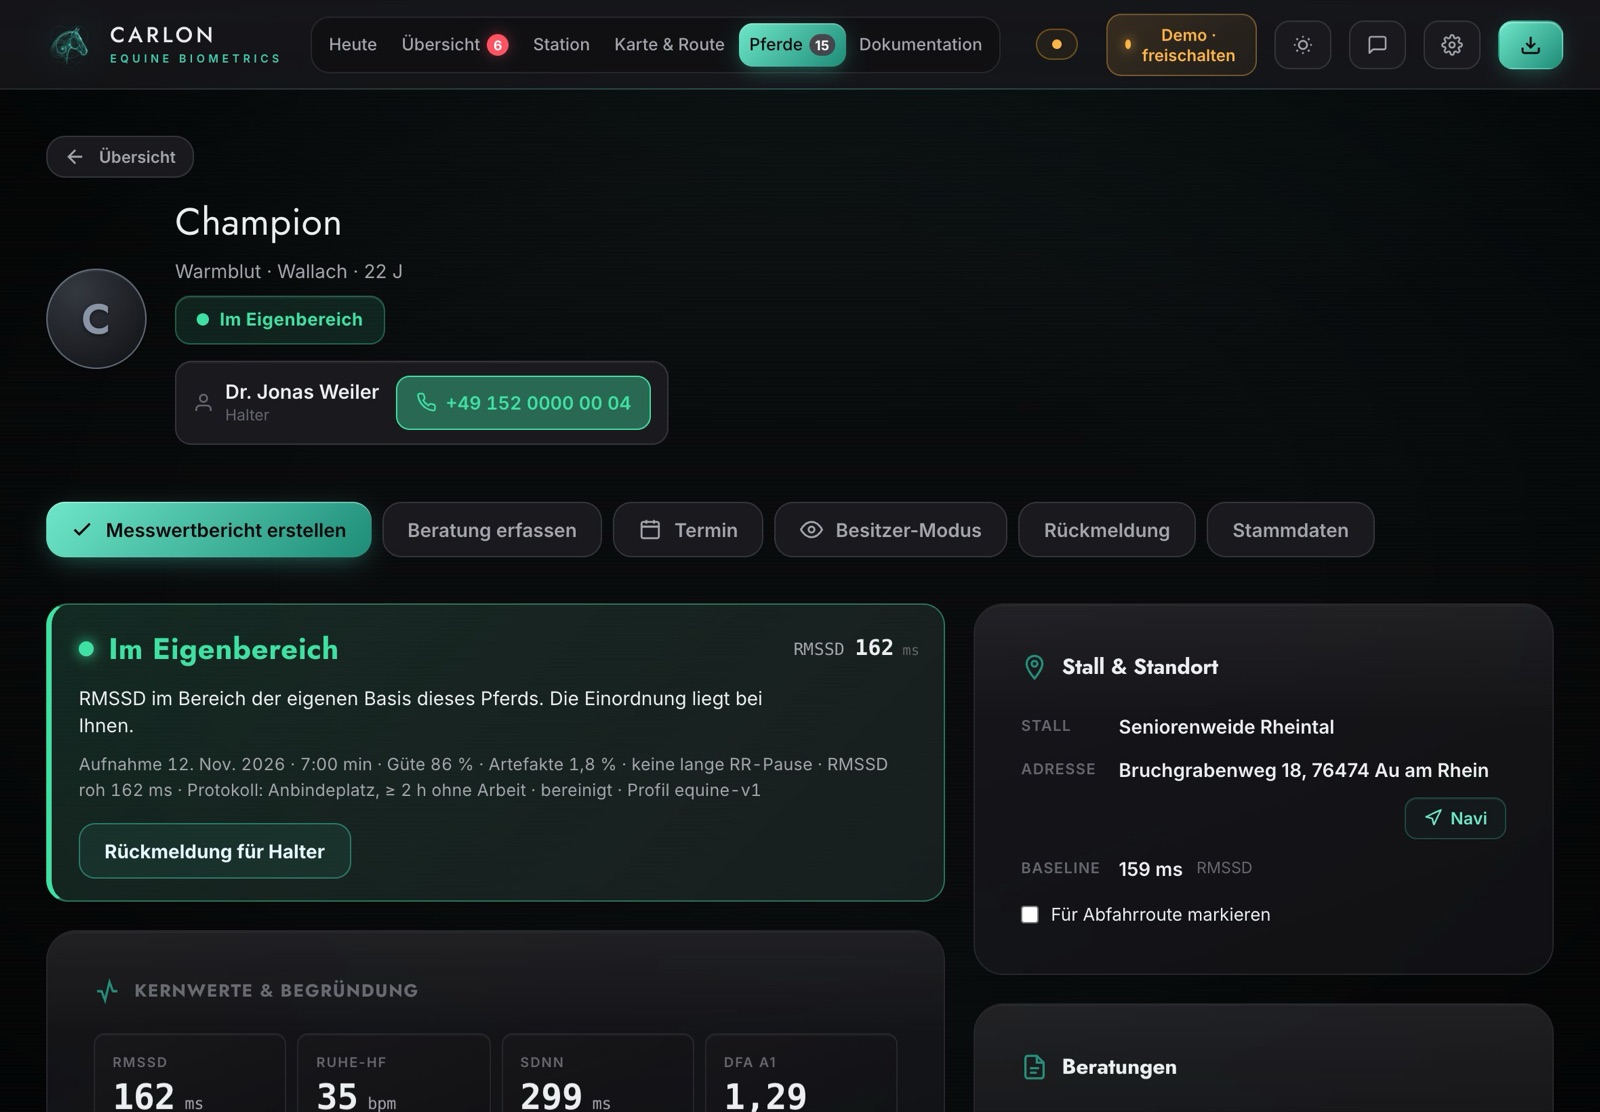 CARLON
EQUINE BIOMETRICS
Heute
Übersicht 6
Station
Karte & Route
Pferde 15
Dokumentation
Demo ·
freischalten
Übersicht
Champion
Warmblut · Wallach · 22 J
C
Im Eigenbereich
Dr. Jonas Weiler
Halter
+49 152 0000 00 04
Messwertbericht erstellen
Beratung erfassen
Termin
Besitzer-Modus
Rückmeldung
Stammdaten
Im Eigenbereich
RMSSD 162 ms
RMSSD im Bereich der eigenen Basis dieses Pferds. Die Einordnung liegt bei
Ihnen.
Aufnahme 12. Nov. 2026 · 7:00 min · Güte 86 % · Artefakte 1,8 % · keine lange RR-Pause · RMSSD
roh 162 ms · Protokoll: Anbindeplatz, ≥ 2 h ohne Arbeit · bereinigt · Profil equine-v1
Rückmeldung für Halter
Stall & Standort
STALL Seniorenweide Rheintal
ADRESSE Bruchgrabenweg 18, 76474 Au am Rhein
Navi
BASELINE 159 ms RMSSD
Für Abfahrroute markieren
KERNWERTE & BEGRÜNDUNG
RMSSD
162 ms
RUHE-HF
35 bpm
SDNN
299 ms
DFA A1
1,29
Beratungen